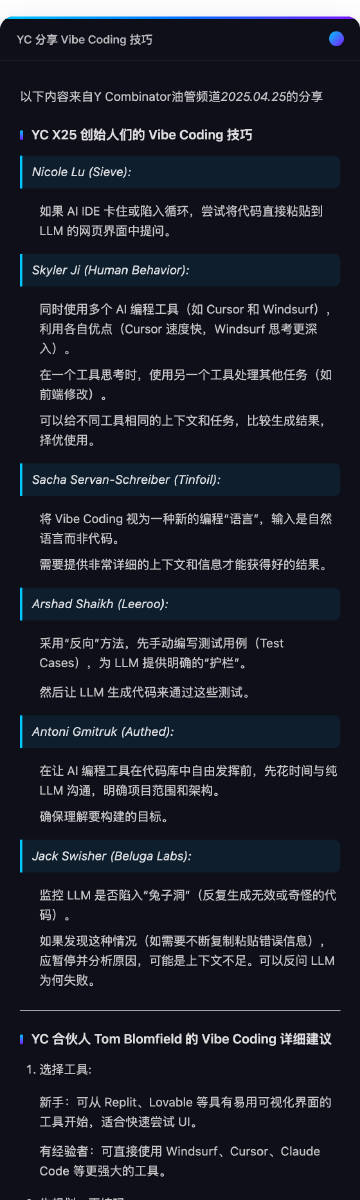 YC 分享 Vibe Coding 技巧
以下内容来自Y Combinator油管频道2025.04.25的分享
YC X25 创始人们的 Vibe Coding 技巧
Nicole Lu (Sieve):
如果 AI IDE 卡住或陷入循环，尝试将代码直接粘贴到
LLM 的网页界面中提问。
Skyler Ji (Human Behavior):
同时使用多个 AI 编程工具（如 Cursor 和 Windsurf），
利用各自优点（Cursor 速度快，Windsurf 思考更深
入）。
在一个工具思考时，使用另一个工具处理其他任务（如
前端修改）。
可以给不同工具相同的上下文和任务，比较生成结果，
择优使用。
Sacha Servan-Schreiber (Tinfoil):
将 Vibe Coding 视为一种新的编程“语言”，输入是自然
语言而非代码。
需要提供非常详细的上下文和信息才能获得好的结果。
Arshad Shaikh (Leeroo):
采用“反向”方法，先手动编写测试用例（Test
Cases），为 LLM 提供明确的“护栏”。
然后让 LLM 生成代码来通过这些测试。
Antoni Gmitruk (Authed):
在让 AI 编程工具在代码库中自由发挥前，先花时间与纯
LLM 沟通，明确项目范围和架构。
确保理解要构建的目标。
Jack Swisher (Beluga Labs):
监控 LLM 是否陷入“兔子洞”（反复生成无效或奇怪的代
码）。
如果发现这种情况（如需要不断复制粘贴错误信息），
应暂停并分析原因，可能是上下文不足。可以反问 LLM
为何失败。
YC 合伙人 Tom Blomfield 的 Vibe Coding 详细建议
1. 选择工具:
新手：可从 Replit、Lovable 等具有易用可视化界面的
工具开始，适合快速尝试 UI。
有经验者：可直接使用 Windsurf、Cursor、Claude
Code 等更强大的工具。